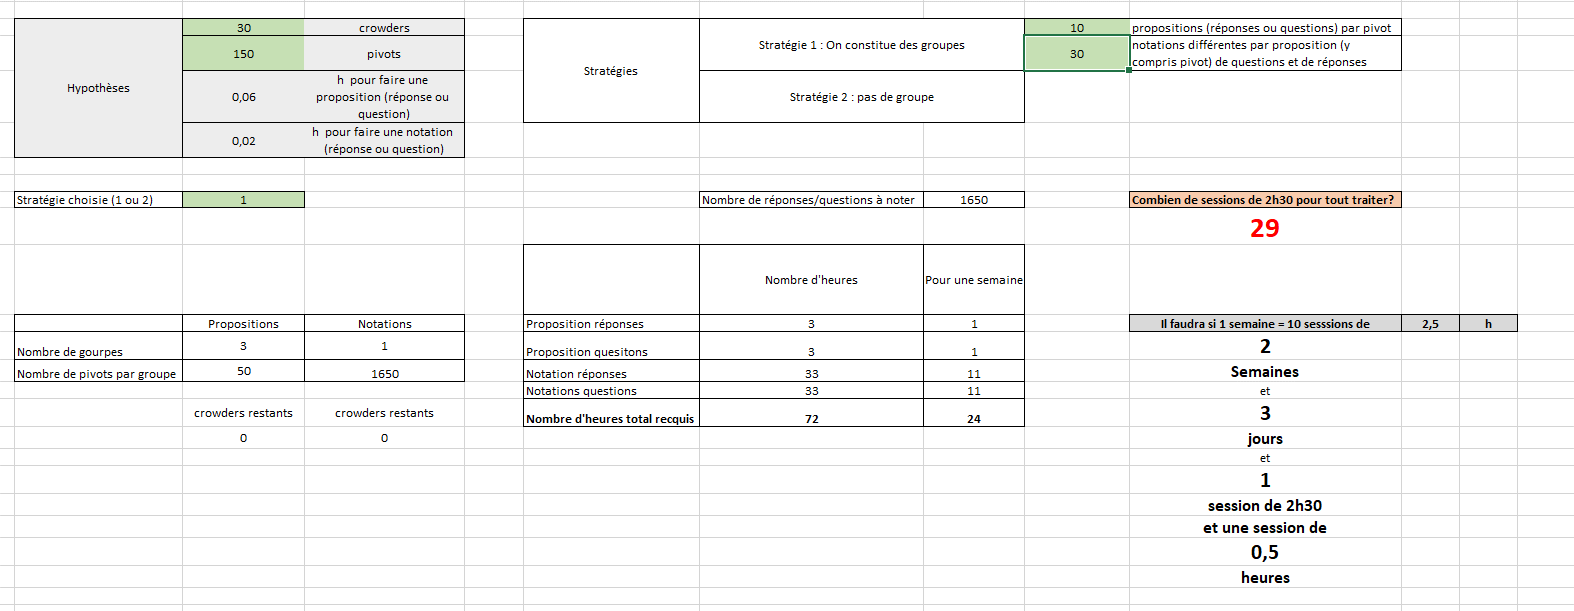 Hypothèses
30 crowders
150 pivots
0,06
h pour faire une
proposition (réponse ou
question)
0,02
h pour faire une notation
(réponse ou question)
Stratégies
Stratégie 1 : On constitue des groupes
Stratégie 2 : pas de groupe
10 propositions (réponses ou questions) par pivot
30
notations différentes par proposition (y
compris pivot) de questions et de réponses
Stratégie choisie (1 ou 2) 1
Nombre de réponses/questions à noter 1650
Combien de sessions de 2h30 pour tout traiter?
29
Propositions Notations
Nombre de gourpes 3 1
Nombre de pivots par groupe 50 1650
crowders restants crowders restants
0 0
Nombre d'heures Pour une semaine
Proposition réponses 3 1
Proposition quesitons 3 1
Notation réponses 33 11
Notations questions 33 11
Nombre d'heures total recquis 72 24
Il faudra si 1 semaine = 10 sesssions de 2,5 h
2
Semaines
et
3
jours
et
1
session de 2h30
et une session de
0,5
heures